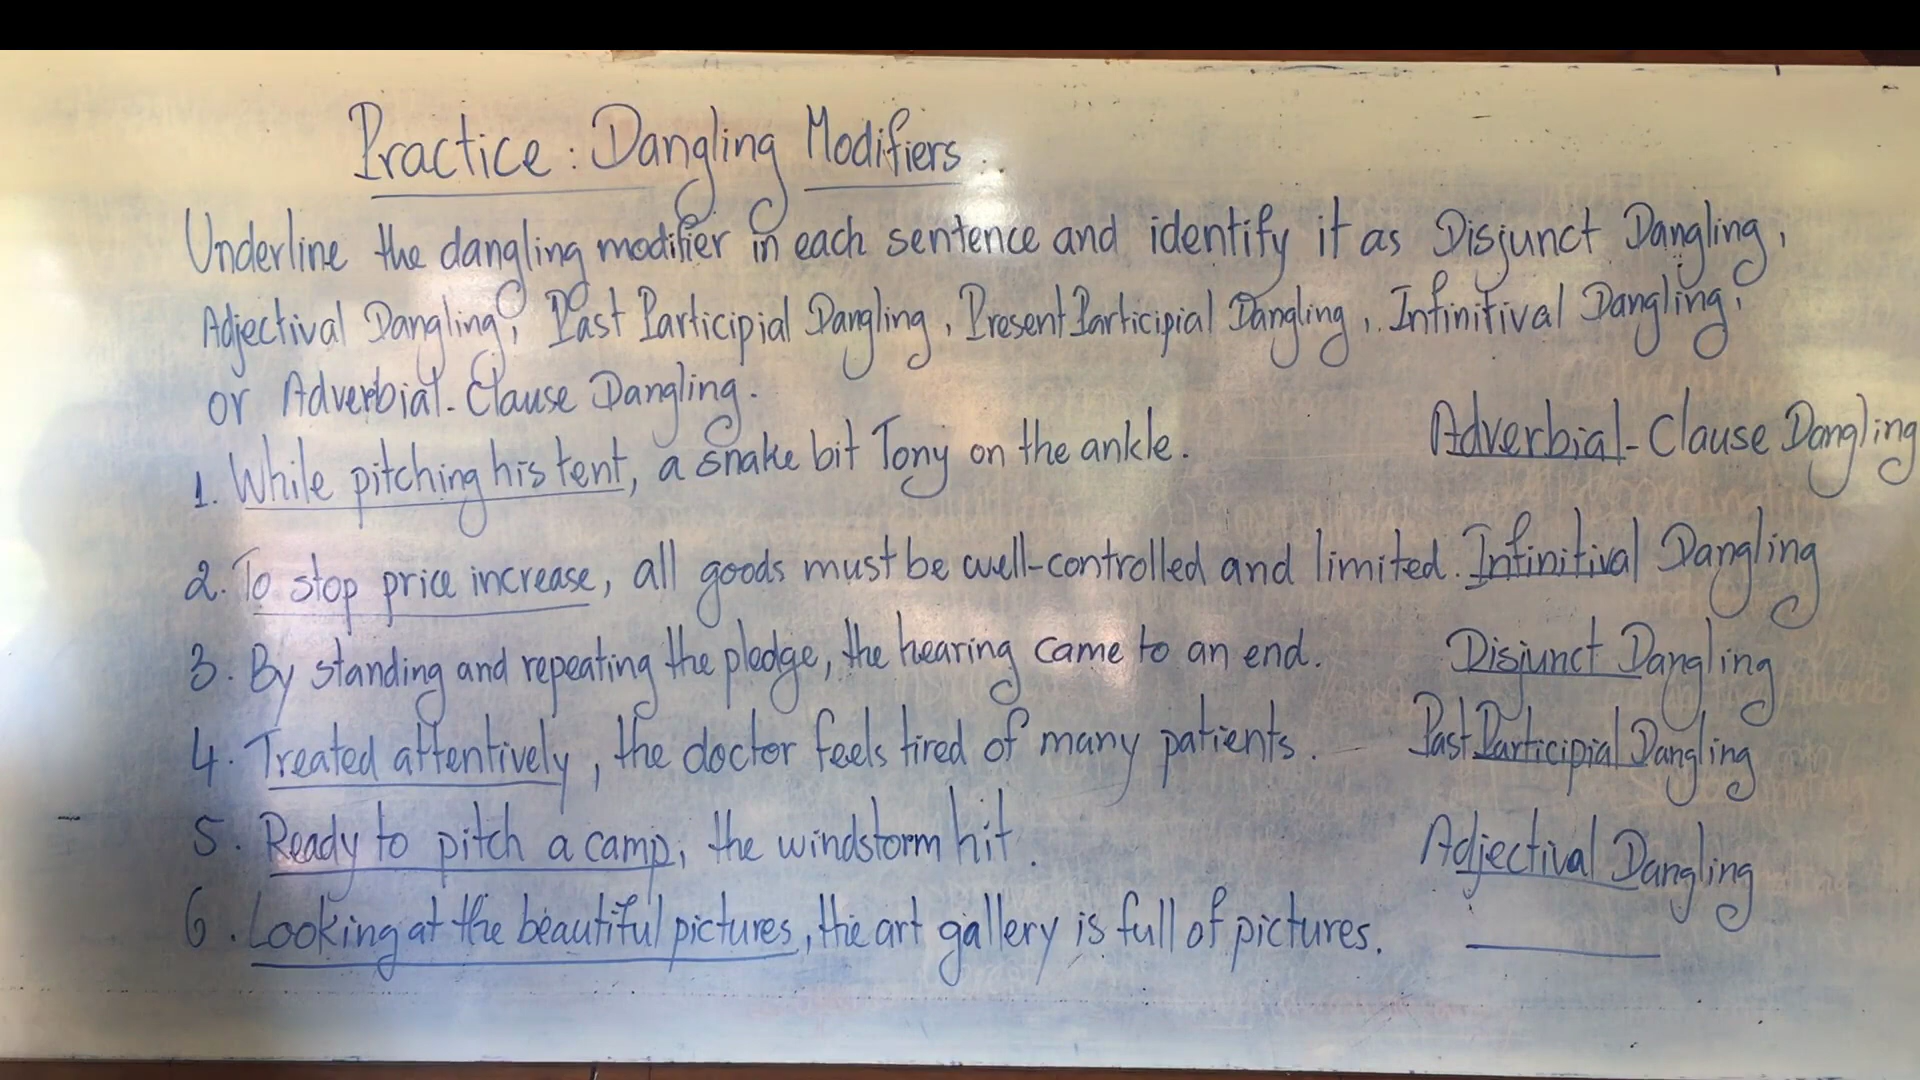 Practice: Dangling Modifiers.
Underline the dangling modifier in each sentence and identify it as Disjunct Dangling,
Adjectival Dangling, Past Participial Dangling, Present Participial Dangling, Infinitival Dangling,
or Adverbial-Clause Dangling.
1. While pitching his tent, a snake bit Tony on the ankle. Adverbial-Clause Dangling
2. To stop price increase, all goods must be well-controlled and limited. Infinitival Dangling
3. By standing and repeating the pledge, the hearing came to an end. Disjunct Dangling
4. Treated attentively, the doctor feels tired of many patients. Past Participial Dangling
5. Ready to pitch a camp, the windstorm hit. Adjectival Dangling
6. Looking at the beautiful pictures, the art gallery is full of pictures.